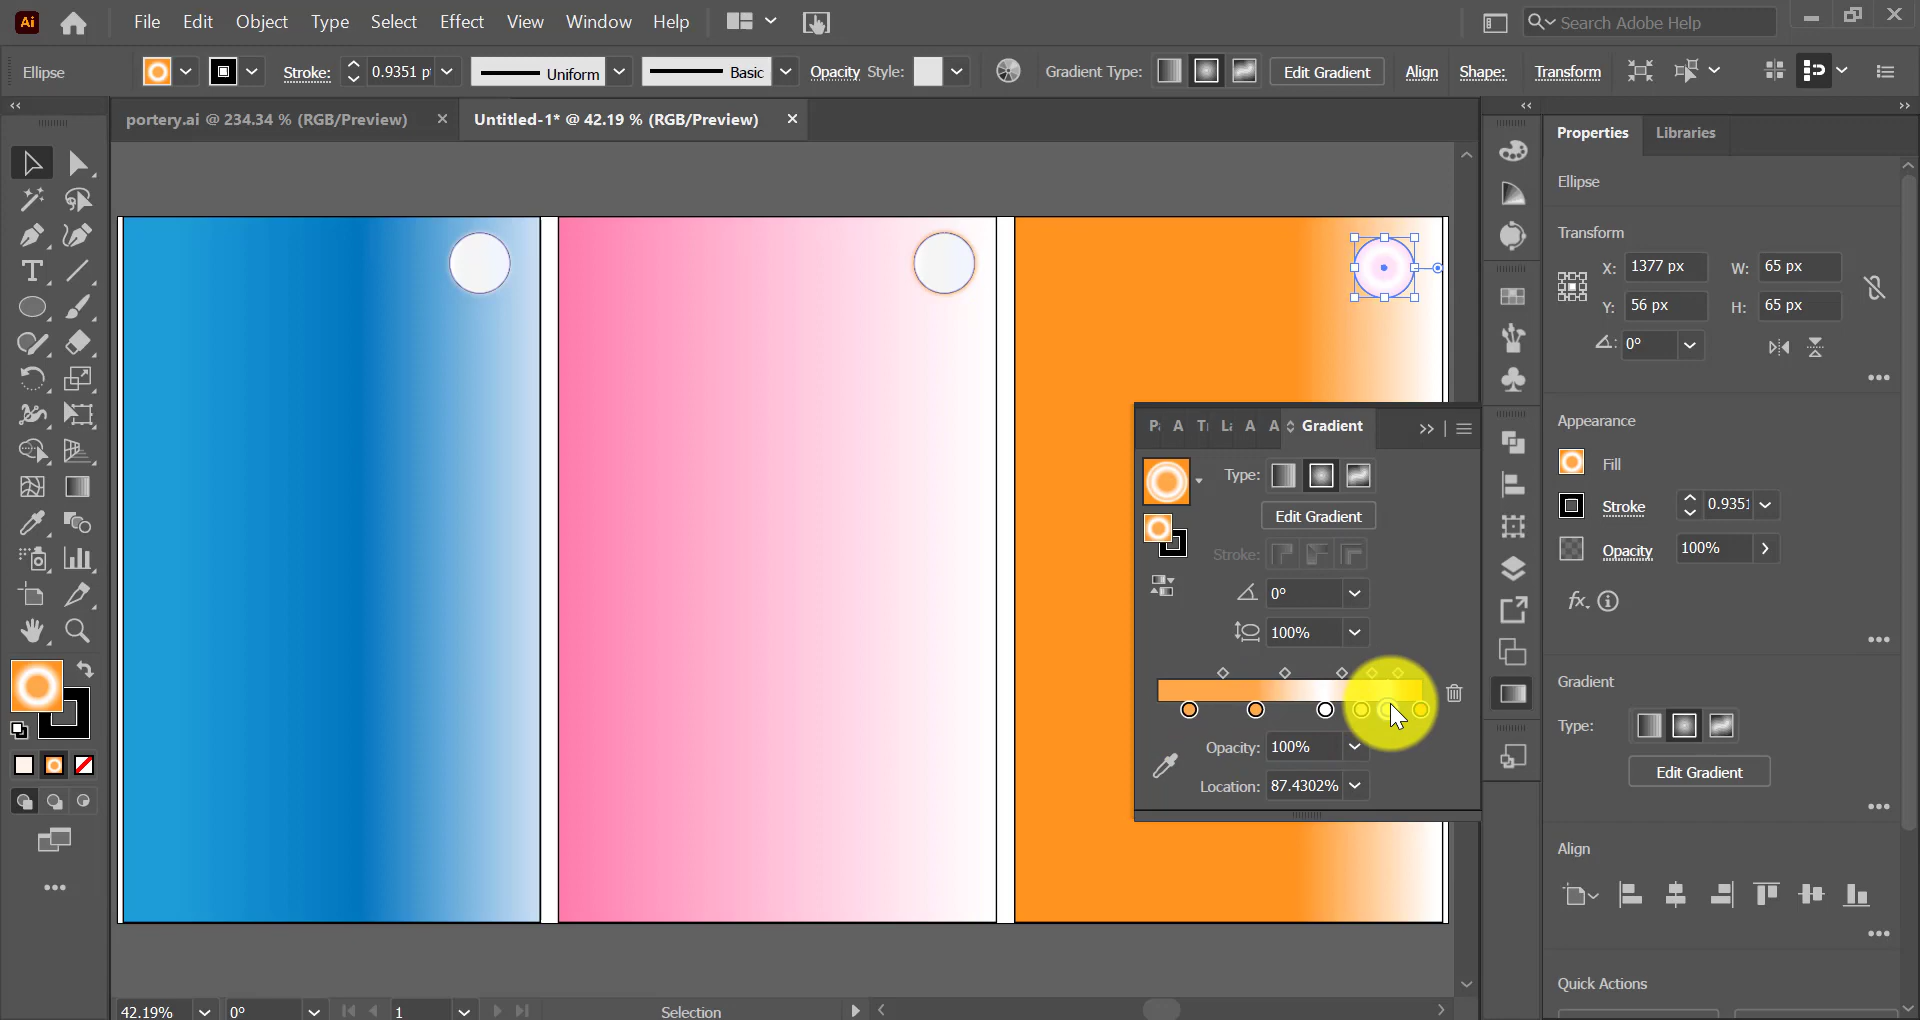 Ai File Edit Object Type Select Effect View Window Help Search Adobe Help
Ellipse Stroke: 0.9351 p Uniform Basic Opacity Style: Gradient Type: Edit Gradient Align Shape: Transform
portery.ai @ 234.34 % (RGB/Preview) Untitled-1* @ 42.19 % (RGB/Preview)
Properties Libraries
Ellipse
Transform
X: 1377 px W: 65 px
Y: 56 px H: 65 px
0°
Appearance
Fill
Stroke 0.9351
Opacity 100%
fx
Gradient
Type:
Edit Gradient
Align
Quick Actions
A A A Gradient
Type:
Edit Gradient
Stroke:
0°
100%
Opacity: 100%
Location: 87.4302%
42.19% 0° 1 Selection